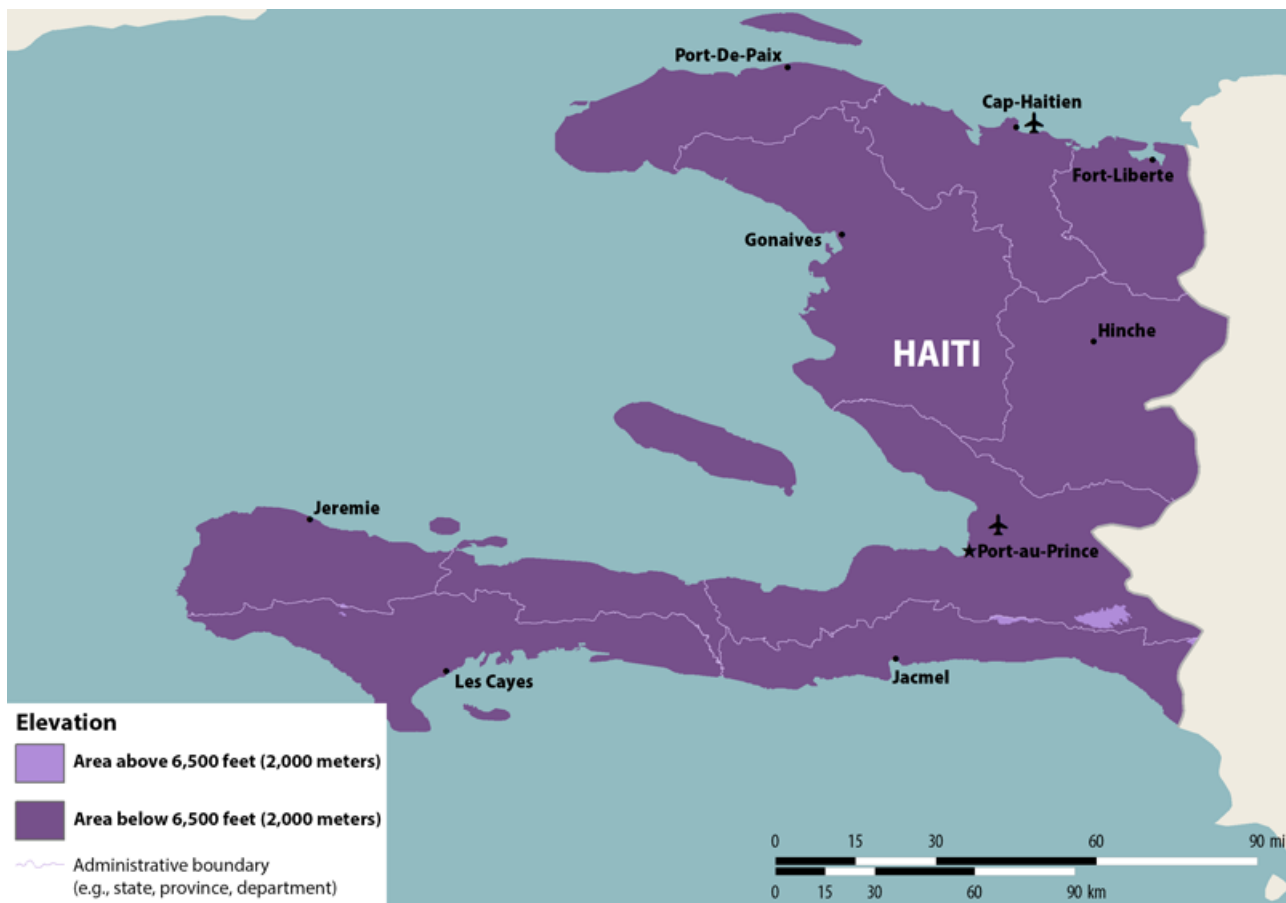 Port-De-Paix
Cap-Haitien
Fort-Liberte
Gonaives
Hinche
HAITI
Jeremie
Port-au-Prince
Les Cayes
Jacmel
Elevation
Area above 6,500 feet (2,000 meters)
Area below 6,500 feet (2,000 meters)
Administrative boundary
(e.g., state, province, department)
0 15 30 60 90 mi
0 15 30 60 90 km